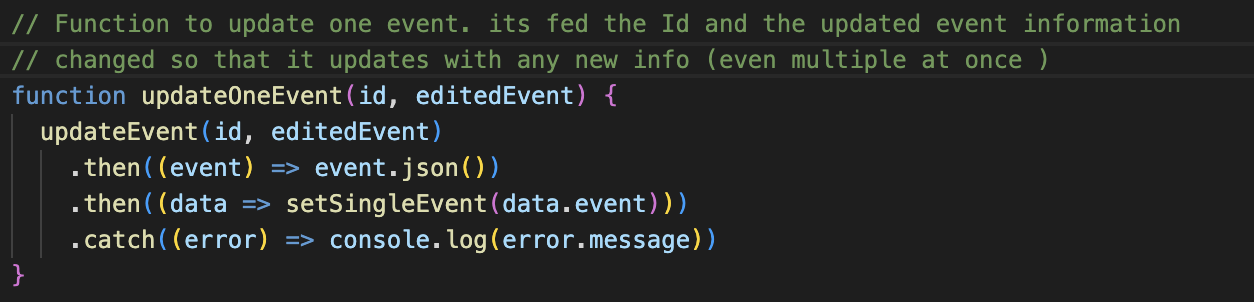 // Function to update one event. its fed the Id and the updated event information
// changed so that it updates with any new info (even multiple at once )
function updateOneEvent(id, editedEvent) {
  updateEvent(id, editedEvent)
    .then((event) => event.json())
    .then((data => setSingleEvent(data.event)))
    .catch((error) => console.log(error.message))
}